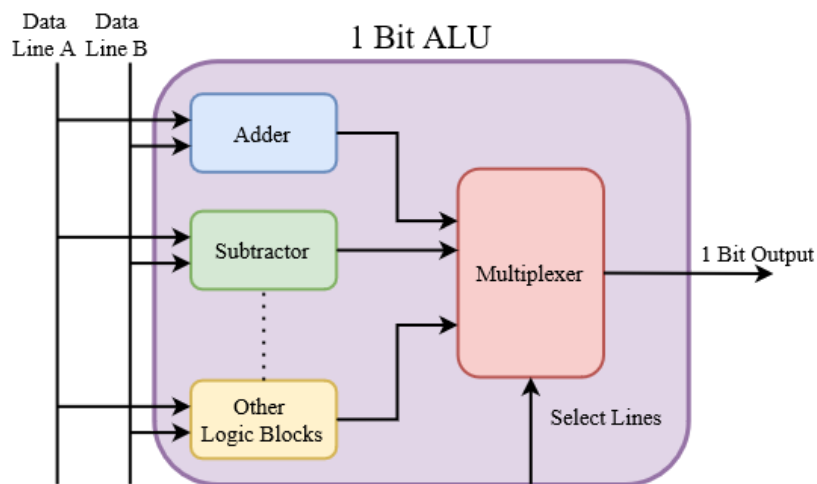 Data
Line A
Data
Line B
1 Bit ALU
Adder
Subtractor
Multiplexer
1 Bit Output
Other
Logic Blocks
Select Lines